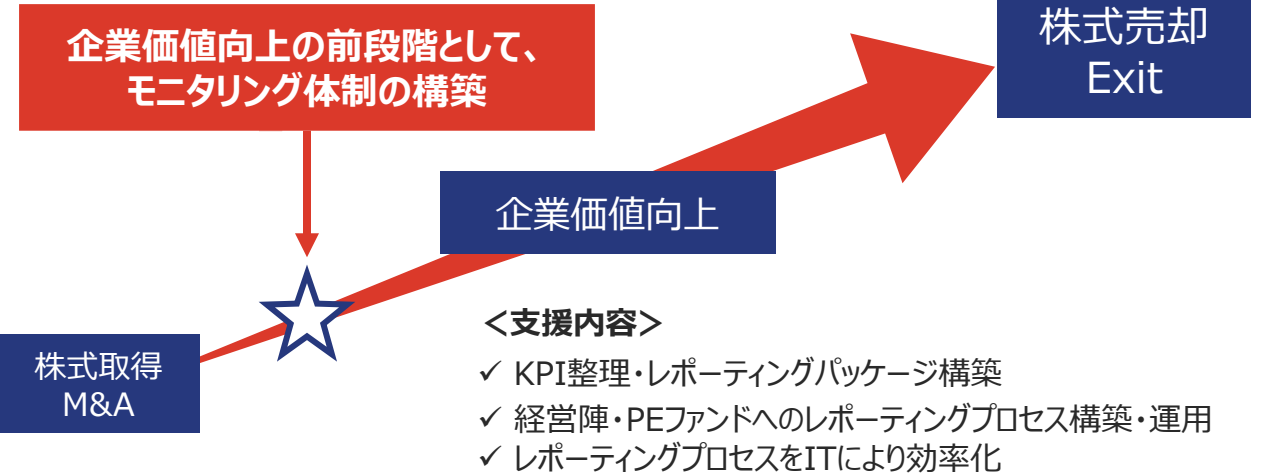 企業価値向上の前段階として、
モニタリング体制の構築
株式売却
Exit
企業価値向上
株式取得
M&A
＜支援内容＞
✓ KPI整理・レポーティングパッケージ構築
✓ 経営陣・PEファンドへのレポーティングプロセス構築・運用
✓ レポーティングプロセスをITにより効率化